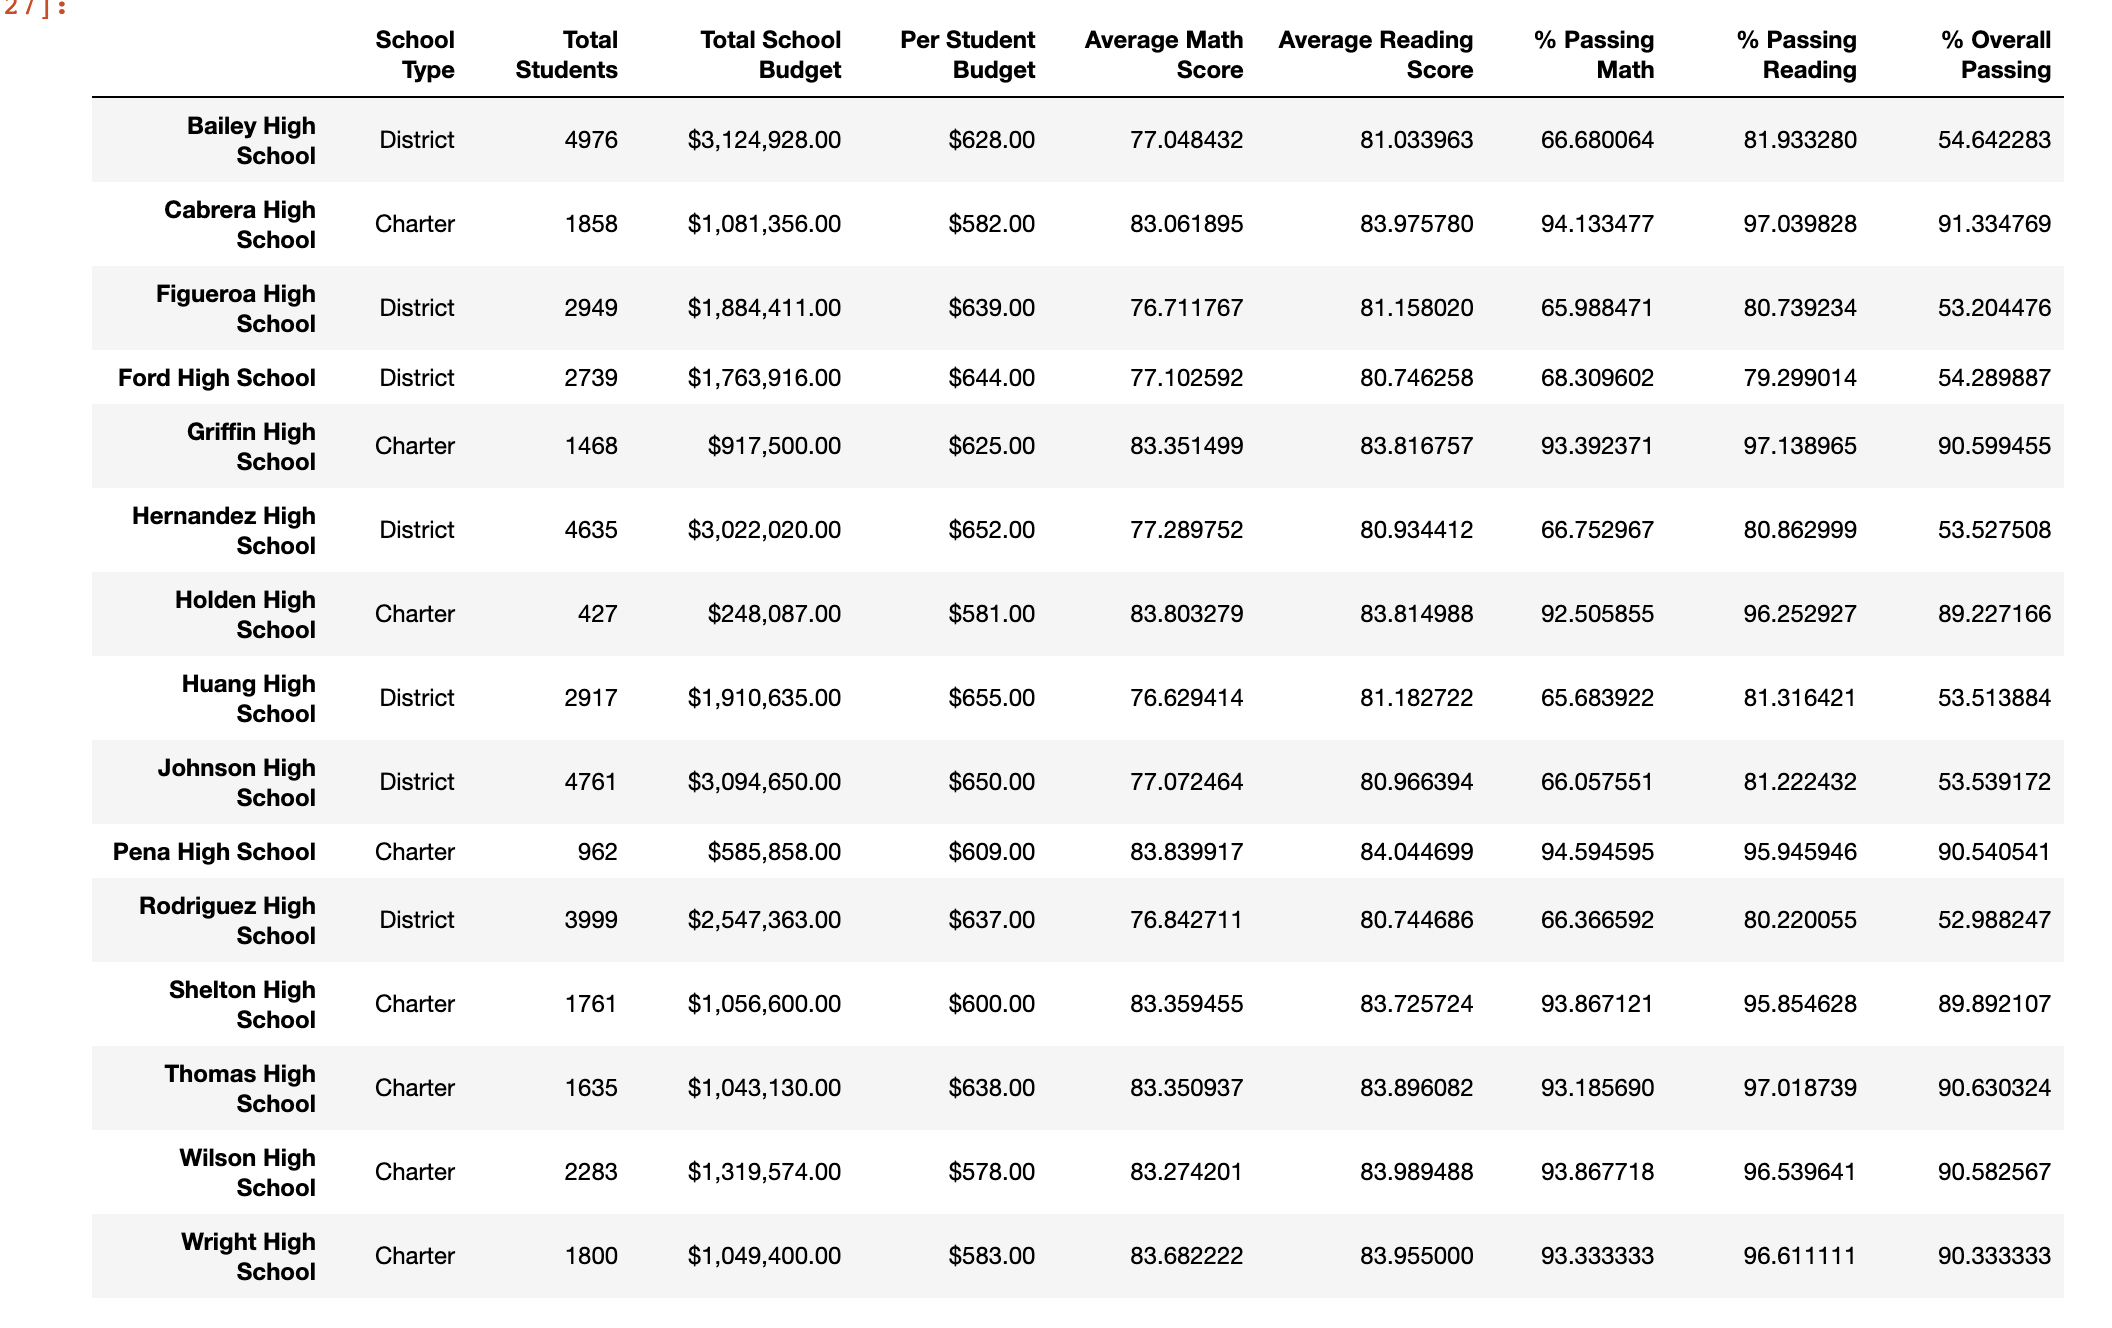 27]:
School Total Total School Per Student Average Math Average Reading % Passing % Passing % Overall
Type Students Budget Budget Score Score Math Reading Passing
Bailey High
School District 4976 $3,124,928.00 $628.00 77.048432 81.033963 66.680064 81.933280 54.642283
Cabrera High
School Charter 1858 $1,081,356.00 $582.00 83.061895 83.975780 94.133477 97.039828 91.334769
Figueroa High
School District 2949 $1,884,411.00 $639.00 76.711767 81.158020 65.988471 80.739234 53.204476
Ford High School District 2739 $1,763,916.00 $644.00 77.102592 80.746258 68.309602 79.299014 54.289887
Griffin High
School Charter 1468 $917,500.00 $625.00 83.351499 83.816757 93.392371 97.138965 90.599455
Hernandez High
School District 4635 $3,022,020.00 $652.00 77.289752 80.934412 66.752967 80.862999 53.527508
Holden High
School Charter 427 $248,087.00 $581.00 83.803279 83.814988 92.505855 96.252927 89.227166
Huang High
School District 2917 $1,910,635.00 $655.00 76.629414 81.182722 65.683922 81.316421 53.513884
Johnson High
School District 4761 $3,094,650.00 $650.00 77.072464 80.966394 66.057551 81.222432 53.539172
Pena High School Charter 962 $585,858.00 $609.00 83.839917 84.044699 94.594595 95.945946 90.540541
Rodriguez High
School District 3999 $2,547,363.00 $637.00 76.842711 80.744686 66.366592 80.220055 52.988247
Shelton High
School Charter 1761 $1,056,600.00 $600.00 83.359455 83.725724 93.867121 95.854628 89.892107
Thomas High
School Charter 1635 $1,043,130.00 $638.00 83.350937 83.896082 93.185690 97.018739 90.630324
Wilson High
School Charter 2283 $1,319,574.00 $578.00 83.274201 83.989488 93.867718 96.539641 90.582567
Wright High
School Charter 1800 $1,049,400.00 $583.00 83.682222 83.955000 93.333333 96.611111 90.333333